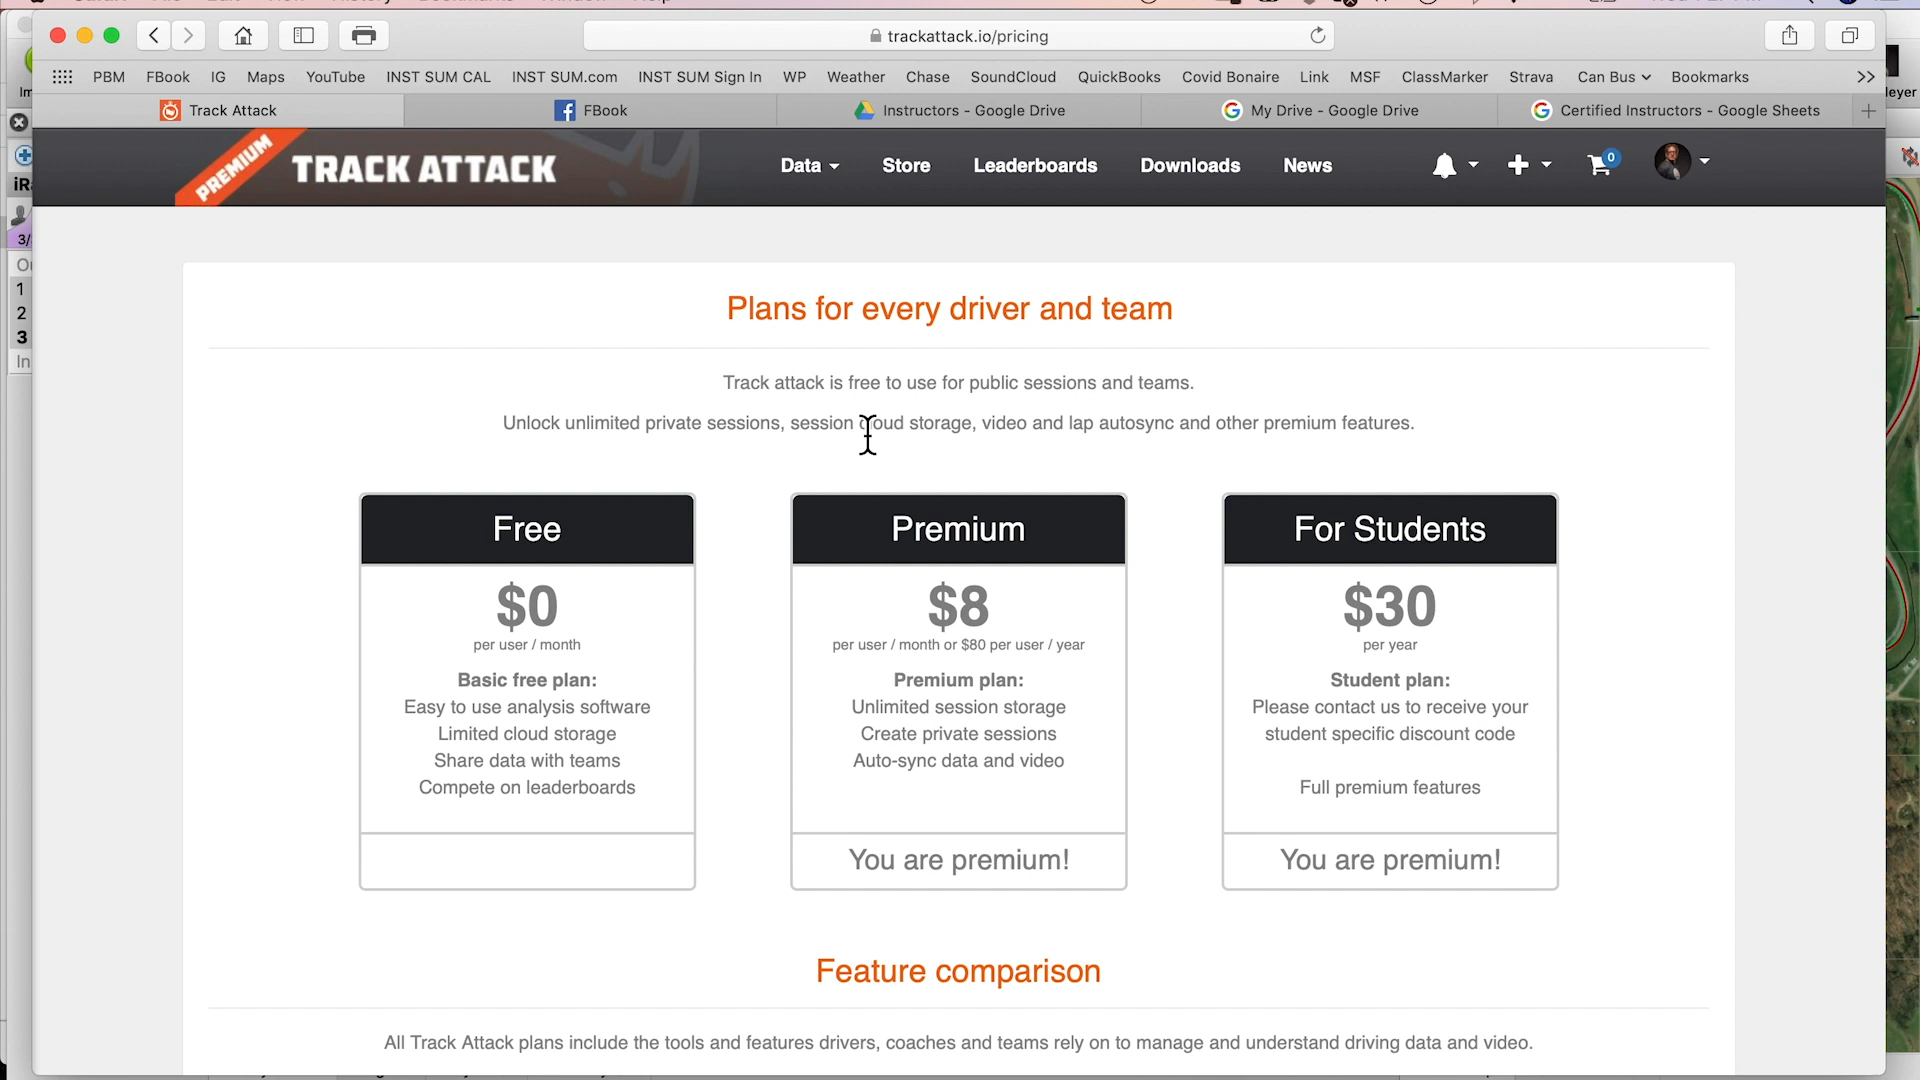 trackattack.io/pricing
PBM FBook IG Maps YouTube INST SUM CAL INST SUM.com INST SUM Sign In WP Weather Chase SoundCloud QuickBooks Covid Bonaire Link MSF ClassMarker Strava Can Bus Bookmarks
Track Attack FBook Instructors - Google Drive My Drive - Google Drive Certified Instructors - Google Sheets
PREMIUM TRACK ATTACK Data Store Leaderboards Downloads News 0
3/
1
2
3
In
Plans for every driver and team
Track attack is free to use for public sessions and teams.
Unlock unlimited private sessions, session cloud storage, video and lap autosync and other premium features.
Free
$0
per user / month
Basic free plan:
Easy to use analysis software
Limited cloud storage
Share data with teams
Compete on leaderboards
Premium
$8
per user / month or $80 per user / year
Premium plan:
Unlimited session storage
Create private sessions
Auto-sync data and video
You are premium!
For Students
$30
per year
Student plan:
Please contact us to receive your
student specific discount code
Full premium features
You are premium!
Feature comparison
All Track Attack plans include the tools and features drivers, coaches and teams rely on to manage and understand driving data and video.